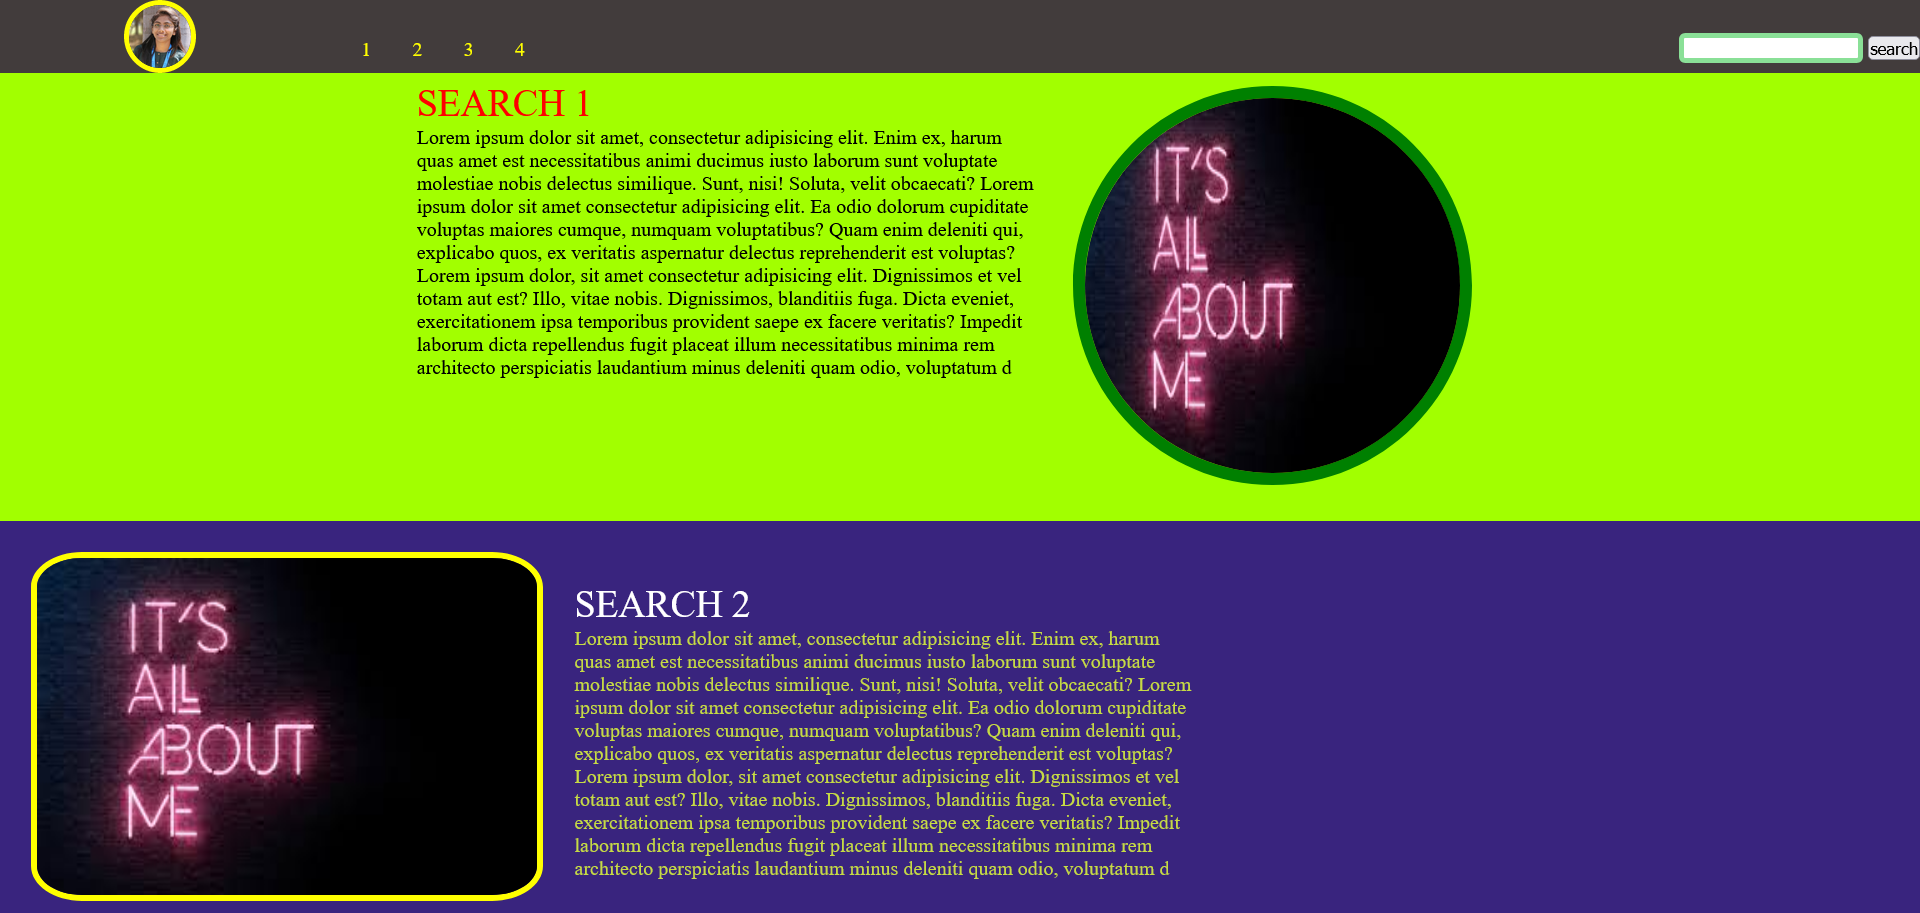 1 2 3 4
search
SEARCH 1
Lorem ipsum dolor sit amet, consectetur adipisicing elit. Enim ex, harum
quas amet est necessitatibus animi ducimus iusto laborum sunt voluptate
molestiae nobis delectus similique. Sunt, nisi! Soluta, velit obcaecati? Lorem
ipsum dolor sit amet consectetur adipisicing elit. Ea odio dolorum cupiditate
voluptas maiores cumque, numquam voluptatibus? Quam enim deleniti qui,
explicabo quos, ex veritatis aspernatur delectus reprehenderit est voluptas?
Lorem ipsum dolor, sit amet consectetur adipisicing elit. Dignissimos et vel
totam aut est? Illo, vitae nobis. Dignissimos, blanditiis fuga. Dicta eveniet,
exercitationem ipsa temporibus provident saepe ex facere veritatis? Impedit
laborum dicta repellendus fugit placeat illum necessitatibus minima rem
architecto perspiciatis laudantium minus deleniti quam odio, voluptatum d
IT'S
ALL
ABOUT
ME
IT'S
ALL
ABOUT
ME
SEARCH 2
Lorem ipsum dolor sit amet, consectetur adipisicing elit. Enim ex, harum
quas amet est necessitatibus animi ducimus iusto laborum sunt voluptate
molestiae nobis delectus similique. Sunt, nisi! Soluta, velit obcaecati? Lorem
ipsum dolor sit amet consectetur adipisicing elit. Ea odio dolorum cupiditate
voluptas maiores cumque, numquam voluptatibus? Quam enim deleniti qui,
explicabo quos, ex veritatis aspernatur delectus reprehenderit est voluptas?
Lorem ipsum dolor, sit amet consectetur adipisicing elit. Dignissimos et vel
totam aut est? Illo, vitae nobis. Dignissimos, blanditiis fuga. Dicta eveniet,
exercitationem ipsa temporibus provident saepe ex facere veritatis? Impedit
laborum dicta repellendus fugit placeat illum necessitatibus minima rem
architecto perspiciatis laudantium minus deleniti quam odio, voluptatum d